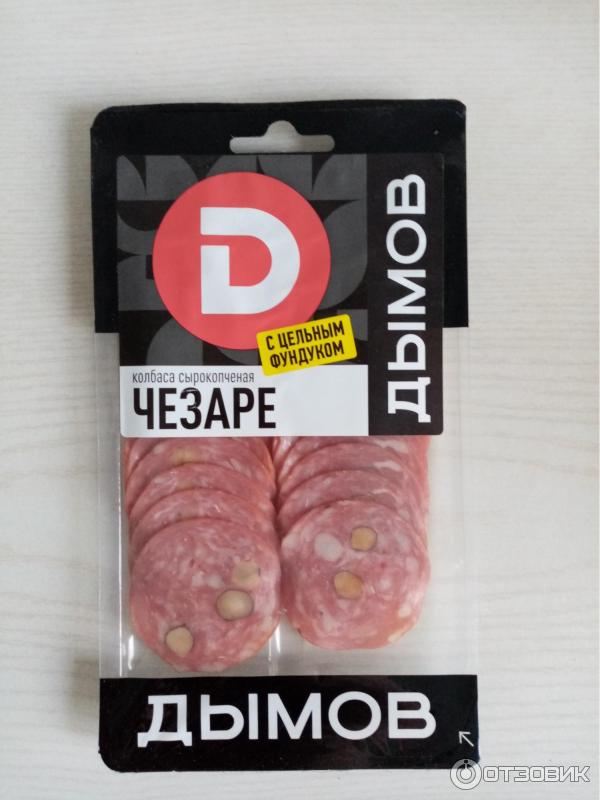 D
ДЫМОВ
С ЦЕЛЬНЫМ
ФУНДУКОМ
колбаса сырокопченая
ЧЕЗАРЕ
ДЫМОВ
ОТЗОВИК